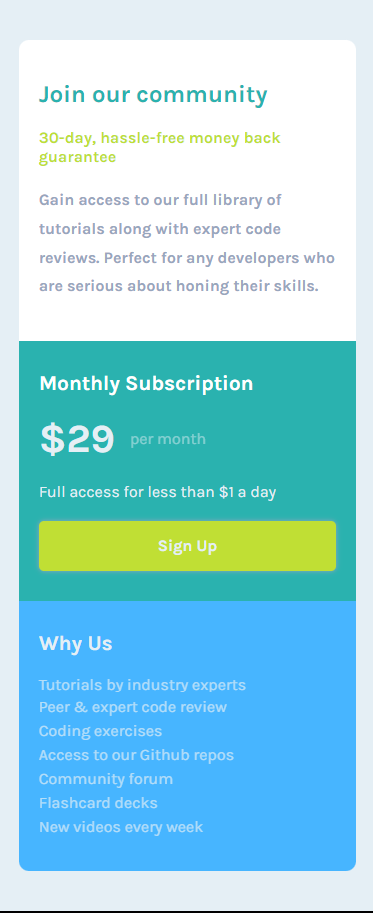 Join our community
30-day, hassle-free money back
guarantee
Gain access to our full library of
tutorials along with expert code
reviews. Perfect for any developers who
are serious about honing their skills.
Monthly Subscription
$29 per month
Full access for less than $1 a day
Sign Up
Why Us
Tutorials by industry experts
Peer & expert code review
Coding exercises
Access to our Github repos
Community forum
Flashcard decks
New videos every week